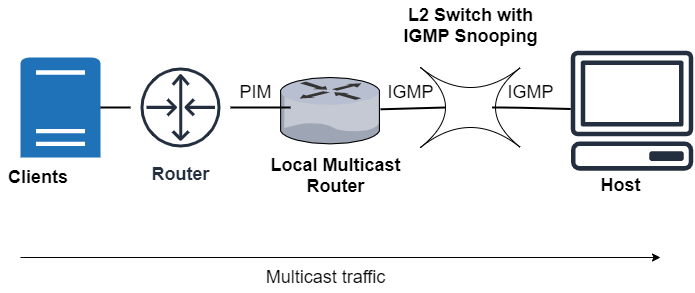 L2 Switch with
IGMP Snooping
PIM
IGMP
IGMP
Clients
Router
Local Multicast
Router
Host
Multicast traffic